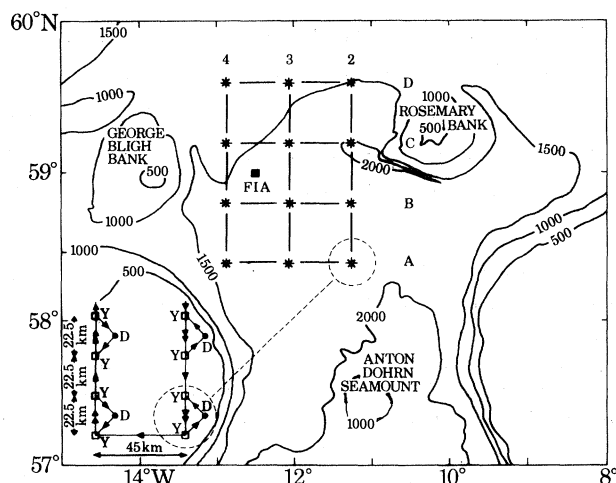 60°N
1500
4 3 2
1000
D
1000
ROSEMARY
BANK
500
C
GEORGE
BLIGH
BANK
500
1000
2000
1500
59°
FIA
B
1000
1500
A
1000
500
500
58°
2000
22.5
22.5
22.5
km
km
km
Y
Y
Y
Y
D
D
Y
Y
Y
Y
D
D
45km
ANTON
DOHRN
SEAMOUNT
1000
57°
14°W 12° 10° 8°